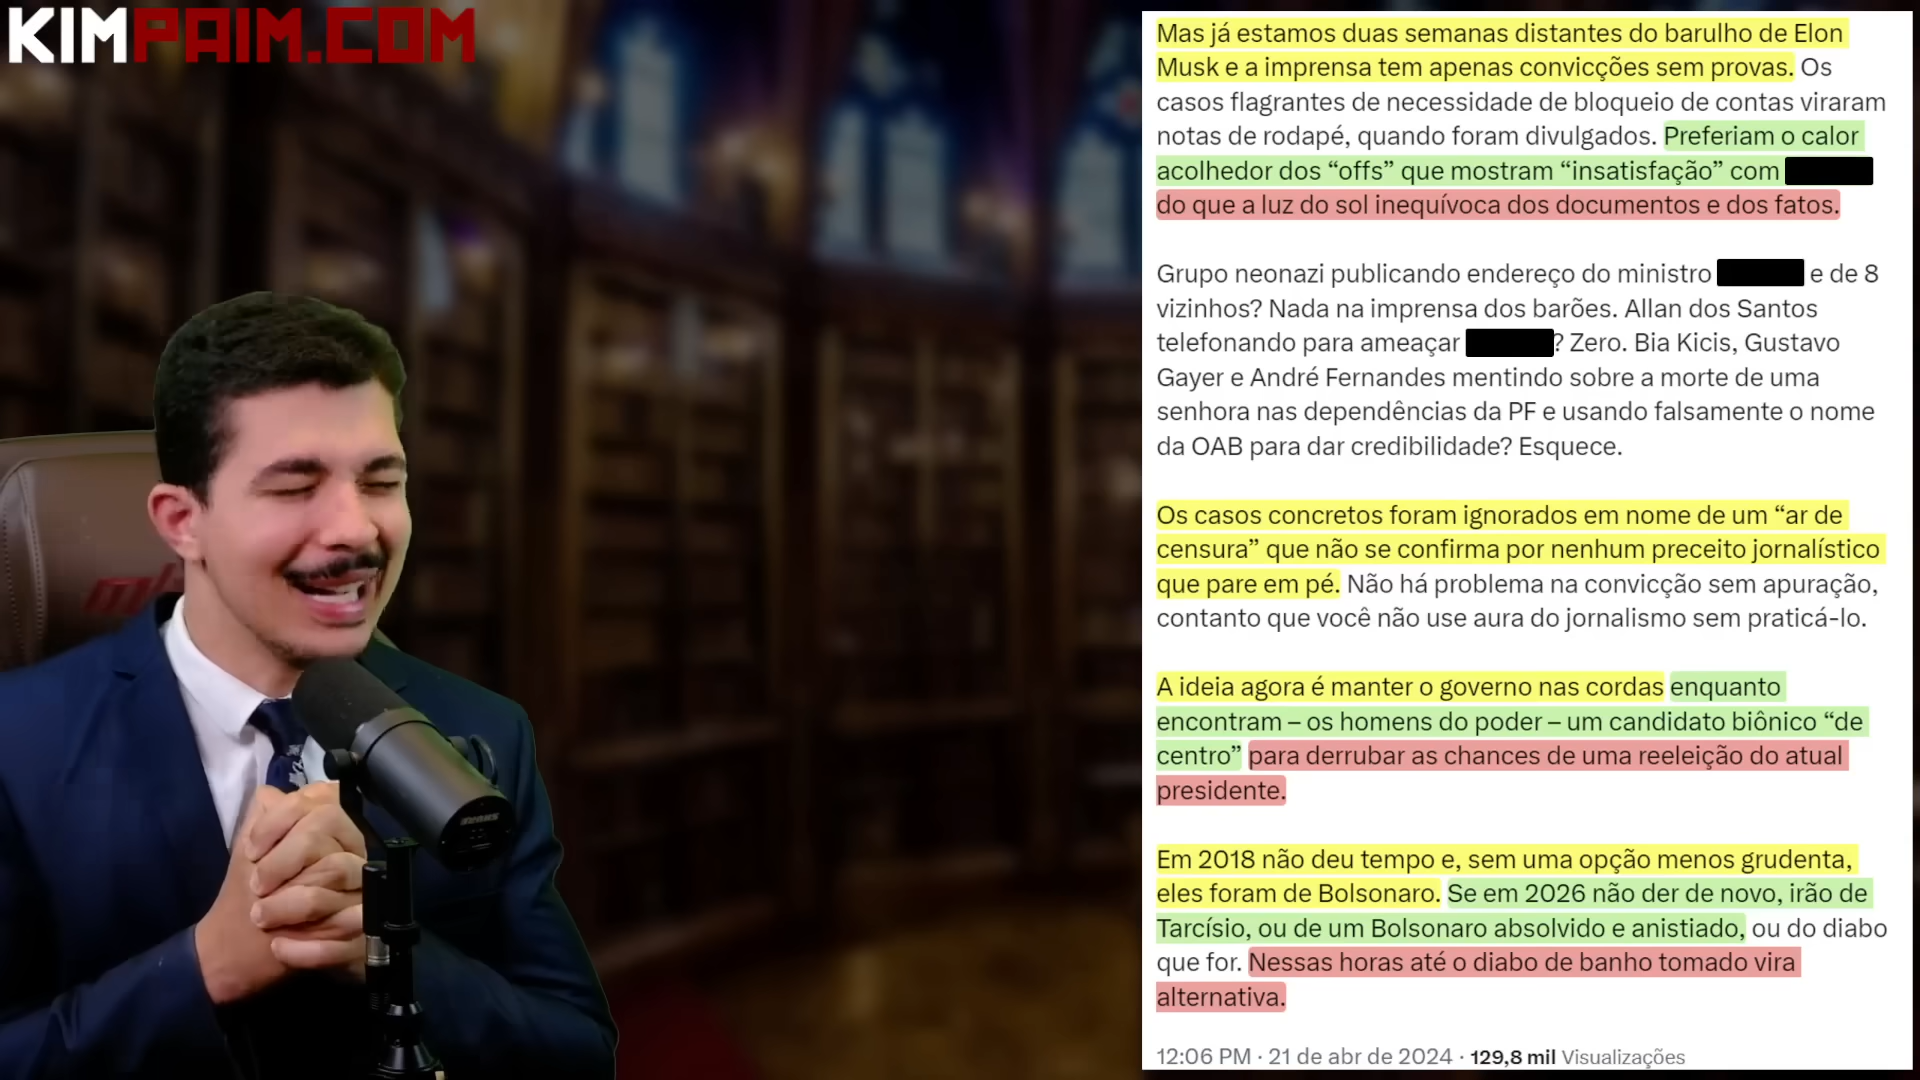 KIMPAIM.COM
Mas já estamos duas semanas distantes do barulho de Elon
Musk e a imprensa tem apenas convicções sem provas. Os
casos flagrantes de necessidade de bloqueio de contas viraram
notas de rodapé, quando foram divulgados. Preferiam o calor
acolhedor dos “offs” que mostram “insatisfação” com
do que a luz do sol inequívoca dos documentos e dos fatos.
Grupo neonazi publicando endereço do ministro e de 8
vizinhos? Nada na imprensa dos barões. Allan dos Santos
telefonando para ameaçar ? Zero. Bia Kicis, Gustavo
Gayer e André Fernandes mentindo sobre a morte de uma
senhora nas dependências da PF e usando falsamente o nome
da OAB para dar credibilidade? Esquece.
Os casos concretos foram ignorados em nome de um “ar de
censura” que não se confirma por nenhum preceito jornalístico
que pare em pé. Não há problema na convicção sem apuração,
contanto que você não use aura do jornalismo sem praticá-lo.
A ideia agora é manter o governo nas cordas enquanto
encontram – os homens do poder – um candidato biônico “de
centro” para derrubar as chances de uma reeleição do atual
presidente.
Em 2018 não deu tempo e, sem uma opção menos grudenta,
eles foram de Bolsonaro. Se em 2026 não der de novo, irão de
Tarcísio, ou de um Bolsonaro absolvido e anistiado, ou do diabo
que for. Nessas horas até o diabo de banho tomado vira
alternativa.
12:06 PM · 21 de abr de 2024 · 129,8 mil Visualizações